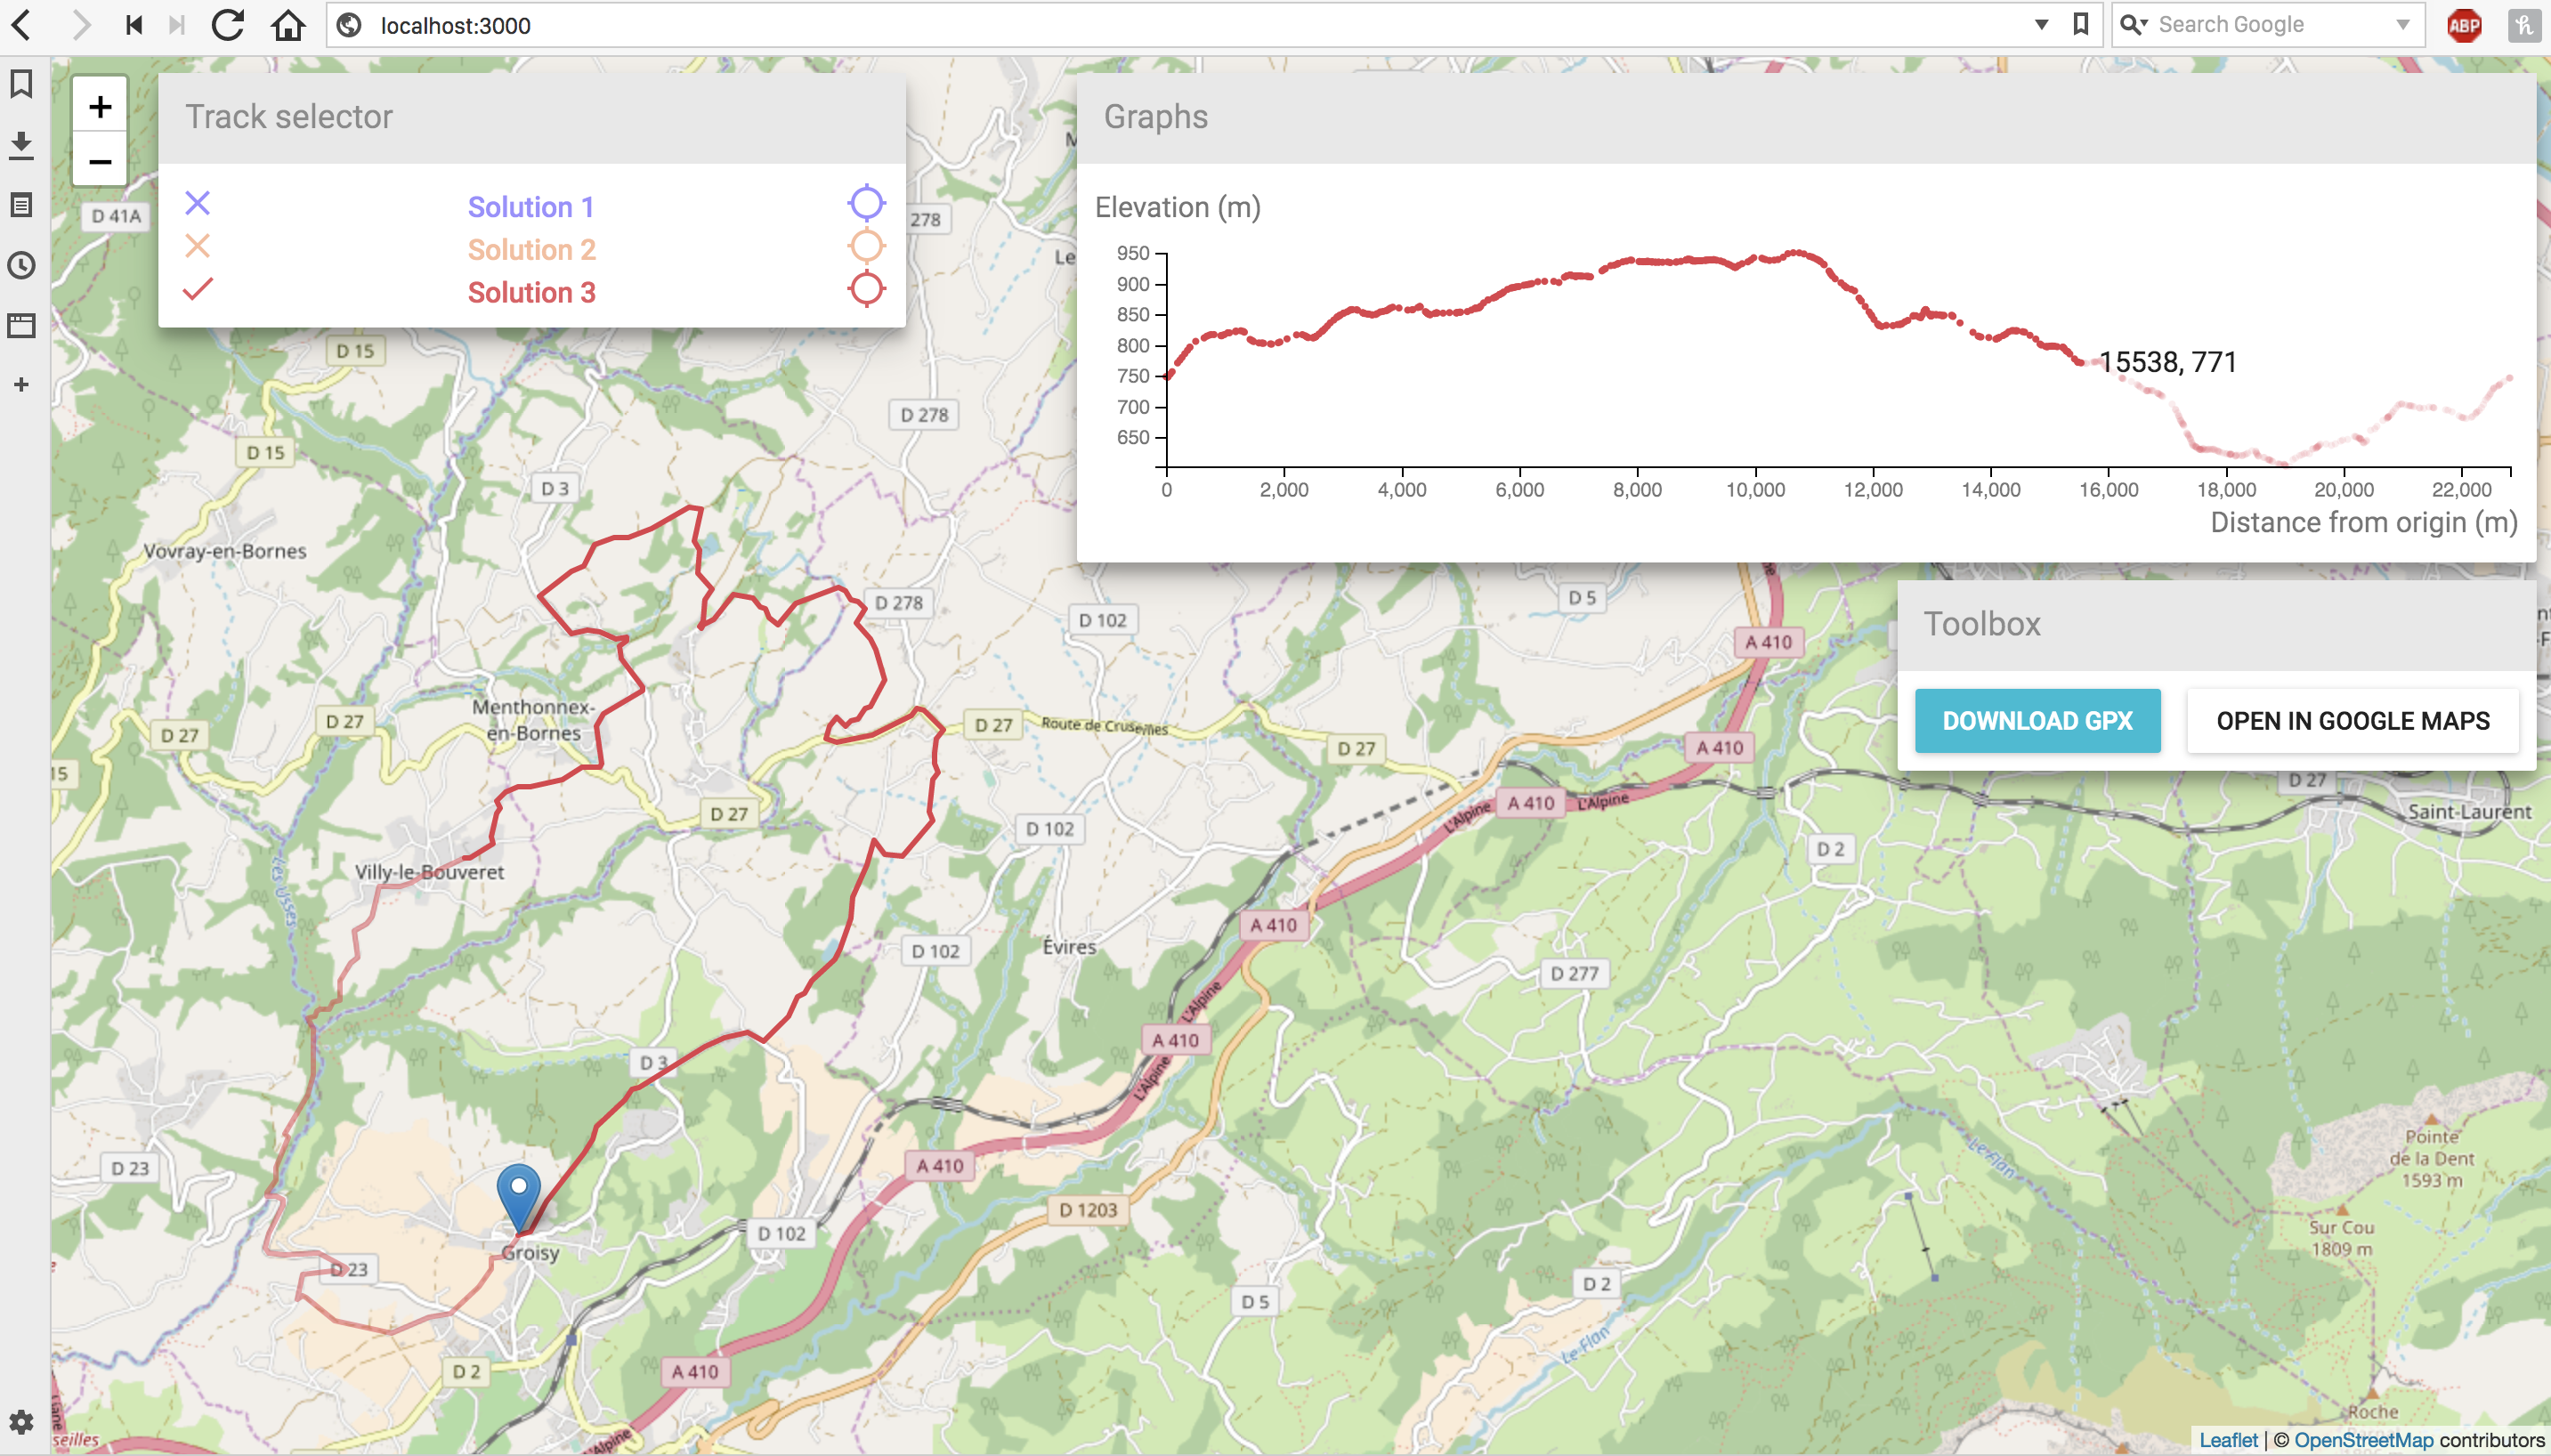 localhost:3000
Search Google
ABP
Track selector
Solution 1
Solution 2
Solution 3
Graphs
Elevation (m)
950
900
850
800
750
700
650
15538, 771
0
2,000
4,000
6,000
8,000
10,000
12,000
14,000
16,000
18,000
20,000
22,000
Distance from origin (m)
Toolbox
DOWNLOAD GPX
OPEN IN GOOGLE MAPS
D 41A
278
Le
D 15
D 278
D 15
D 3
Vovray-en-Bornes
D 278
D 102
D 5
A 410
Menthonnex-
en-Bornes
D 27
D 27
D 27
Route de Cruseilles
D 27
A 410
15
D 27
D 102
A 410
L'Alpine
L'Alpine
D 27
Saint-Laurent
D 2
Villy-le-Bouveret
Les Usses
A 410
D 102
Évires
D 277
L'Alpine
A 410
D 3
L'Alpine
D 23
A 410
D 1203
Le Flan
Pointe
de la Dent
1593 m
Sur Cou
1809 m
D 102
Groisy
D 23
D 5
D 2
Le Flan
D 2
A 410
Roche
seilles
l'Alpine
Leaflet | © OpenStreetMap contributors